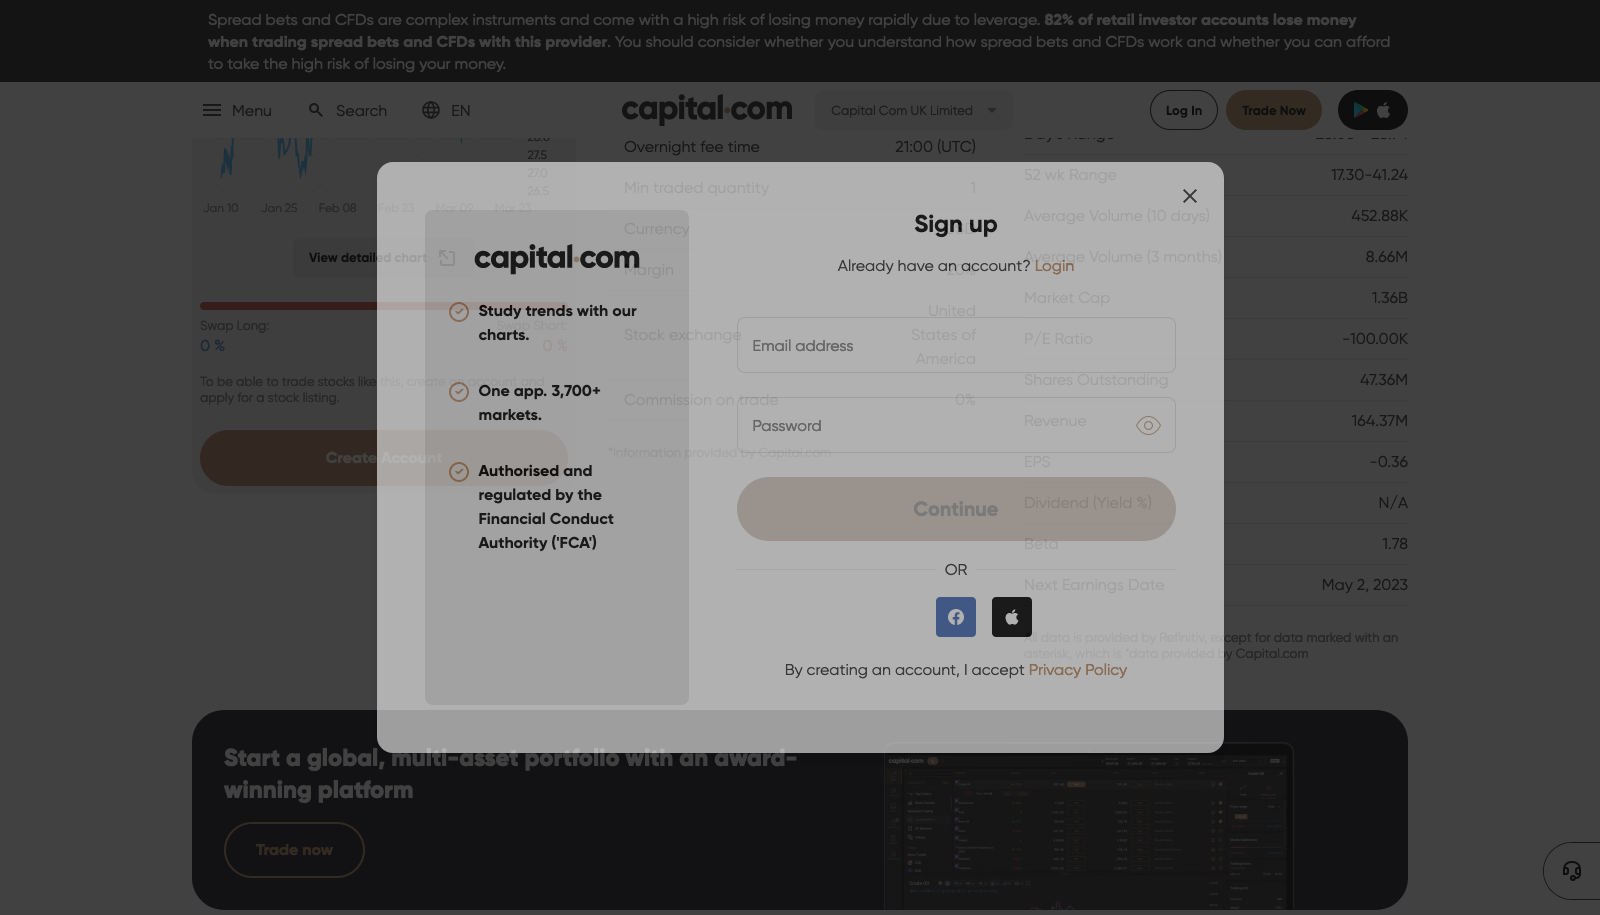 Spread bets and CFDs are complex instruments and come with a high risk of losing money rapidly due to leverage. 82% of retail investor accounts lose money
when trading spread bets and CFDs with this provider. You should consider whether you understand how spread bets and CFDs work and whether you can afford
to take the high risk of losing your money.
Menu
Search
EN
capital.com
Capital Com UK Limited
Log In
Trade Now
27.5
27.0
26.5
Jan 10
Jan 25
Feb 08
Feb 23
Mar 09
View detailed chart
Swap Long:
0 %
Swap Short:
0 %
To be able to trade stocks like this, create an account and
apply for a stock listing.
Create Account
Overnight fee time
21:00 (UTC)
Min traded quantity
1
Currency
Margin
Stock exchange
United
States of
America
Commission on trade
0%
*Information provided by Capital.com
52 wk Range
17.30-41.24
Average Volume (10 days)
452.88K
Average Volume (3 months)
8.66M
Market Cap
1.36B
P/E Ratio
-100.00K
Shares Outstanding
47.36M
Revenue
164.37M
EPS
-0.36
Dividend (Yield %)
N/A
Beta
1.78
Next Earnings Date
May 2, 2023
All data is provided by Refinitiv, except for data marked with an
asterisk, which is *data provided by Capital.com
capital.com
Study trends with our
charts.
One app. 3,700+
markets.
Authorised and
regulated by the
Financial Conduct
Authority ('FCA')
Sign up
Already have an account? Login
Email address
Password
Continue
OR
By creating an account, I accept Privacy Policy
Start a global, multi-asset portfolio with an award-
winning platform
Trade now
capital.com